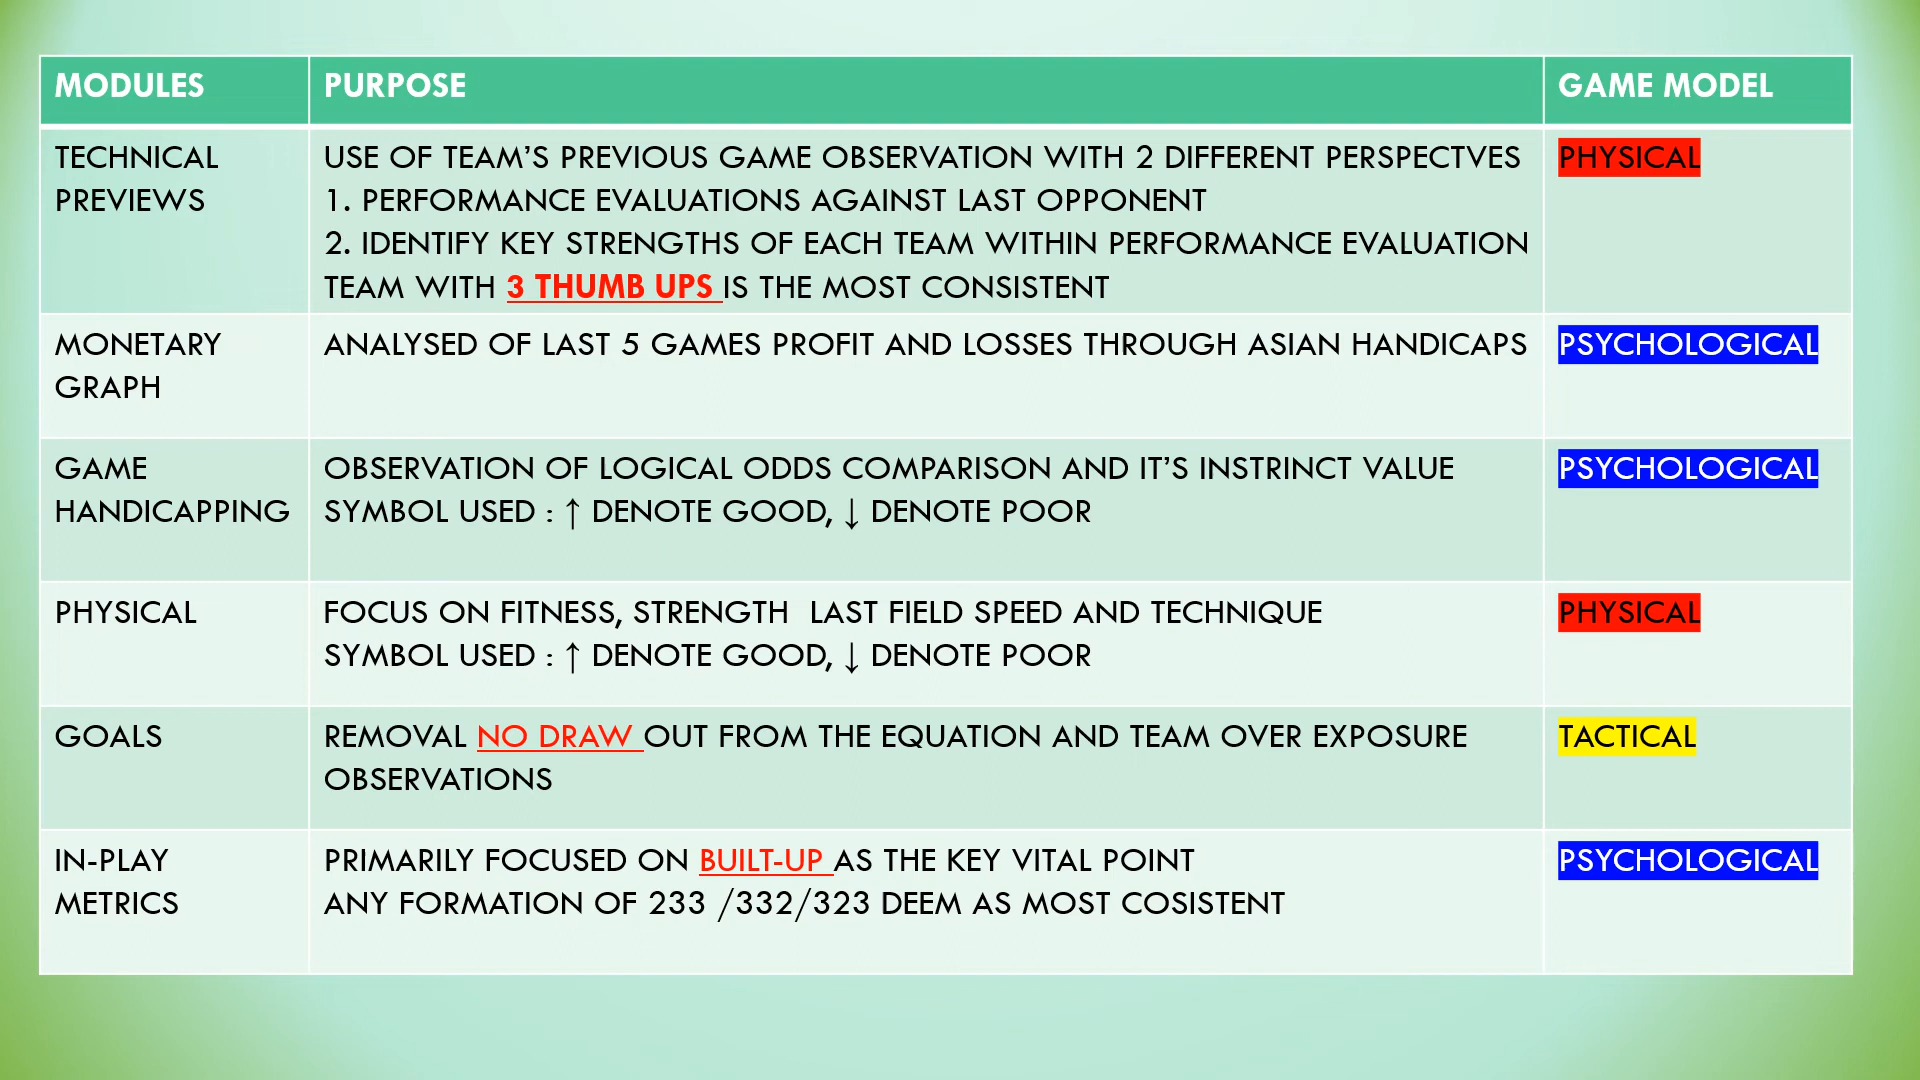 MODULES PURPOSE GAME MODEL
TECHNICAL PREVIEWS
USE OF TEAM’S PREVIOUS GAME OBSERVATION WITH 2 DIFFERENT PERSPECTVES
1. PERFORMANCE EVALUATIONS AGAINST LAST OPPONENT
2. IDENTIFY KEY STRENGTHS OF EACH TEAM WITHIN PERFORMANCE EVALUATION
TEAM WITH 3 THUMB UPS IS THE MOST CONSISTENT
PHYSICAL
MONETARY
GRAPH
ANALYSED OF LAST 5 GAMES PROFIT AND LOSSES THROUGH ASIAN HANDICAPS
PSYCHOLOGICAL
GAME
HANDICAPPING
OBSERVATION OF LOGICAL ODDS COMPARISON AND IT’S INSTRINCT VALUE
SYMBOL USED : ↑ DENOTE GOOD, ↓ DENOTE POOR
PSYCHOLOGICAL
PHYSICAL
FOCUS ON FITNESS, STRENGTH  LAST FIELD SPEED AND TECHNIQUE
SYMBOL USED : ↑ DENOTE GOOD, ↓ DENOTE POOR
PHYSICAL
GOALS
REMOVAL NO DRAW OUT FROM THE EQUATION AND TEAM OVER EXPOSURE
OBSERVATIONS
TACTICAL
IN-PLAY
METRICS
PRIMARILY FOCUSED ON BUILT-UP AS THE KEY VITAL POINT
ANY FORMATION OF 233 /332/323 DEEM AS MOST COSISTENT
PSYCHOLOGICAL